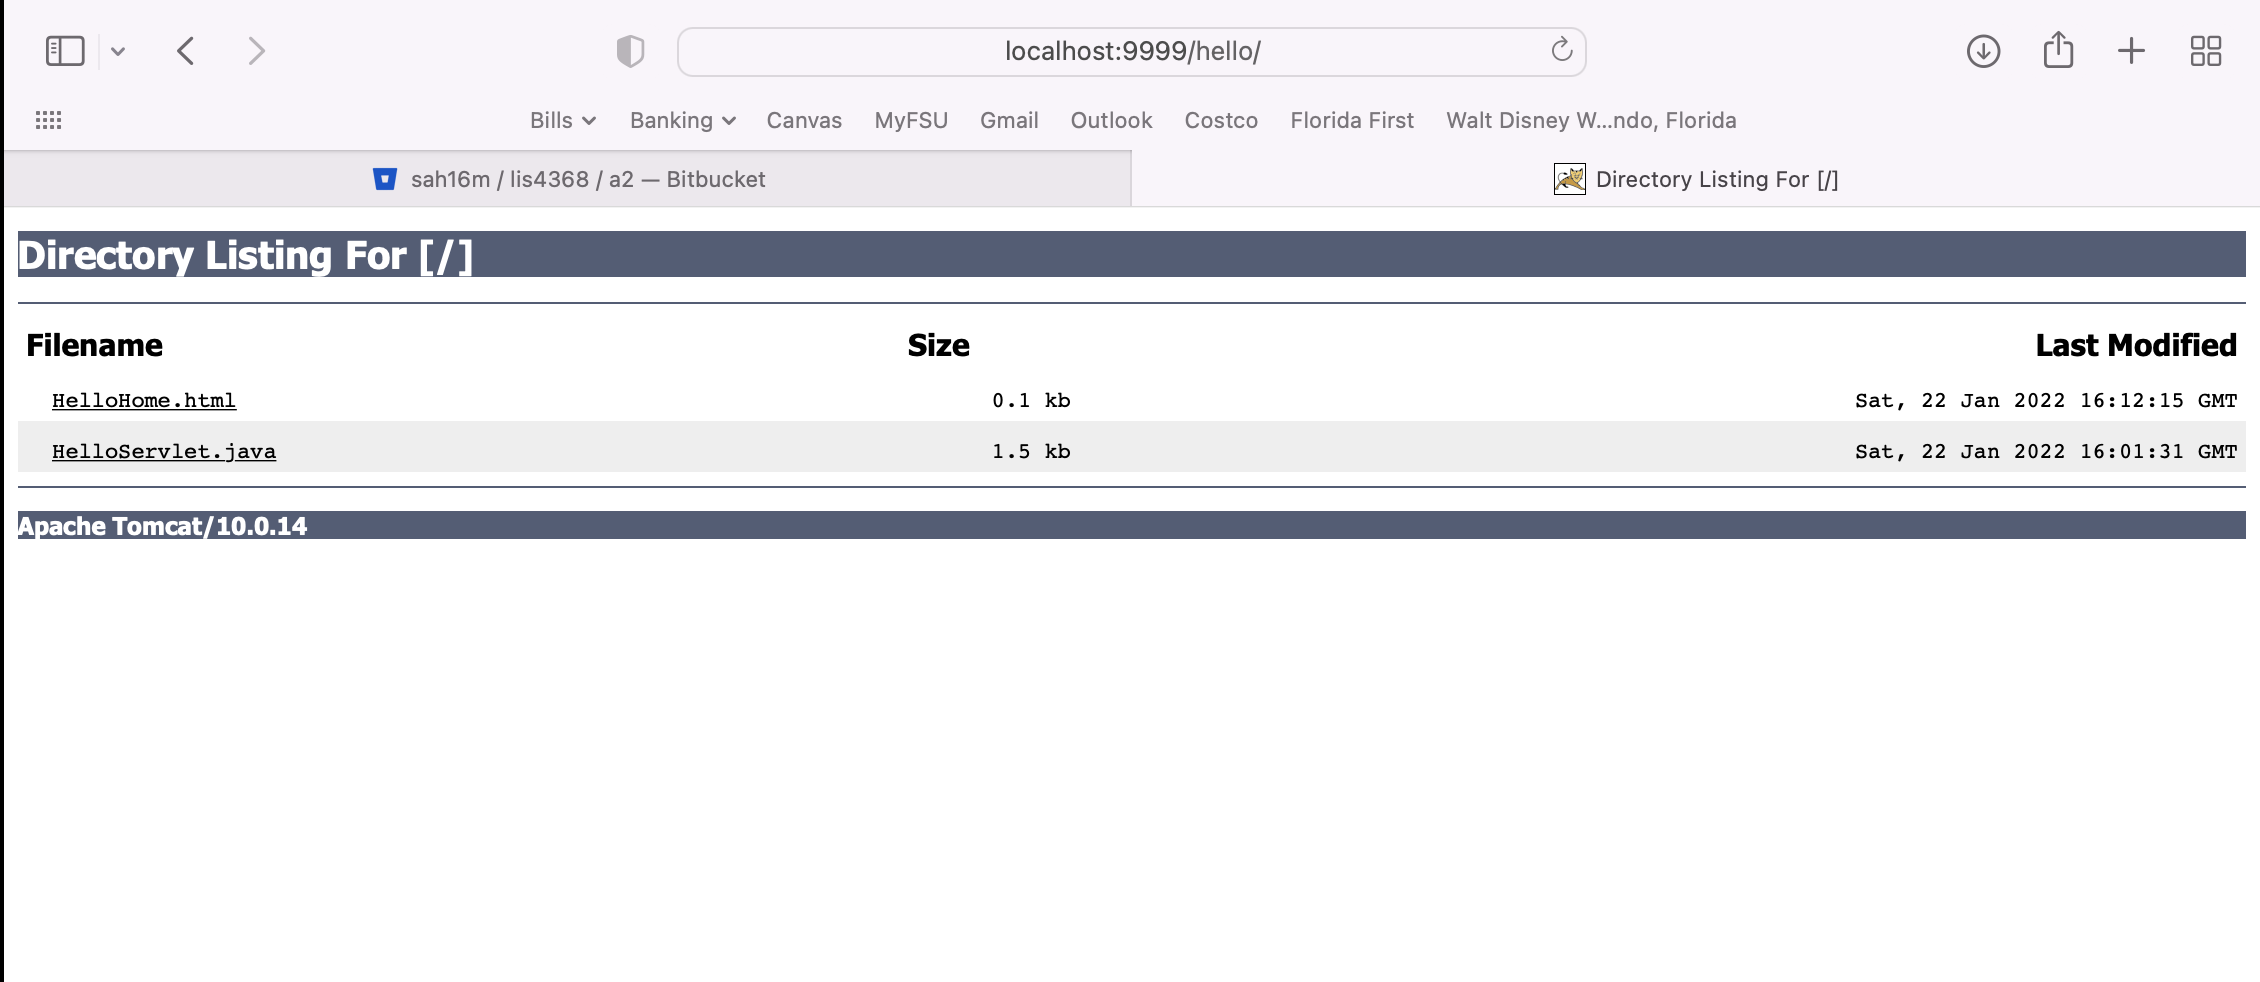 localhost:9999/hello/
Bills Banking Canvas MyFSU Gmail Outlook Costco Florida First Walt Disney W...ndo, Florida
sah16m / lis4368 / a2 — Bitbucket Directory Listing For [/]
Directory Listing For [/]
Filename Size Last Modified
HelloHome.html 0.1 kb Sat, 22 Jan 2022 16:12:15 GMT
HelloServlet.java 1.5 kb Sat, 22 Jan 2022 16:01:31 GMT
Apache Tomcat/10.0.14